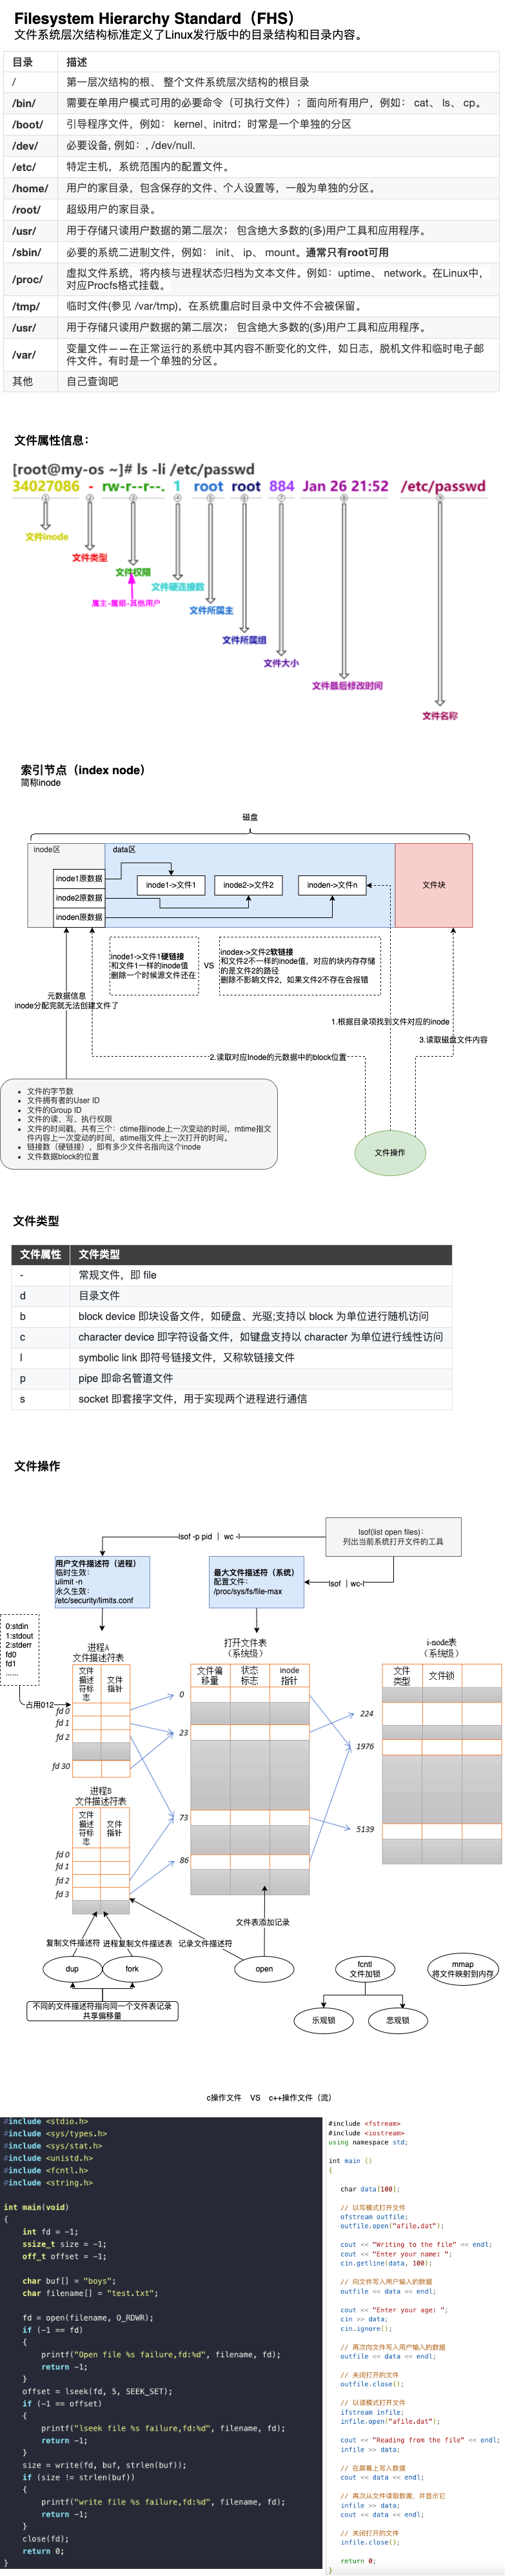 Filesystem Hierarchy Standard（FHS）
文件系统层次结构标准定义了Linux发行版中的目录结构和目录内容。
目录 描述
/ 第一层次结构的根、 整个文件系统层次结构的根目录
/bin/ 需要在单用户模式可用的必要命令（可执行文件）；面向所有用户，例如： cat、 ls、 cp。
/boot/ 引导程序文件，例如： kernel、initrd；时常是一个单独的分区
/dev/ 必要设备, 例如：, /dev/null.
/etc/ 特定主机，系统范围内的配置文件。
/home/ 用户的家目录，包含保存的文件、个人设置等，一般为单独的分区。
/root/ 超级用户的家目录。
/usr/ 用于存储只读用户数据的第二层次； 包含绝大多数的(多)用户工具和应用程序。
/sbin/ 必要的系统二进制文件，例如： init、 ip、 mount。通常只有root可用
/proc/ 虚拟文件系统，将内核与进程状态归档为文本文件。例如：uptime、 network。在Linux中，
对应Procfs格式挂载。
/tmp/ 临时文件(参见 /var/tmp)，在系统重启时目录中文件不会被保留。
/usr/ 用于存储只读用户数据的第二层次； 包含绝大多数的(多)用户工具和应用程序。
/var/ 变量文件——在正常运行的系统中其内容不断变化的文件，如日志，脱机文件和临时电子邮
件文件。有时是一个单独的分区。
其他 自己查询吧
文件属性信息：
[root@my-os ~]# ls -li /etc/passwd
34027086 - rw-r--r--. 1 root root 884 Jan 26 21:52 /etc/passwd
① ② ③ ④ ⑤ ⑥ ⑦ ⑧ ⑨
文件inode
文件类型
文件权限
属主-属组-其他用户
文件硬连接数
文件所属主
文件所属组
文件大小
文件最后修改时间
文件名称
索引节点（index node）
简称inode
磁盘
inode区 data区
inode1原数据
inode2原数据
inoden原数据
inode1->文件1
inode2->文件2
inoden->文件n
文件块
inode1->文件1硬链接
和文件1一样的inode值
删除一个时候源文件还在
VS
index->文件2软链接
和文件2不一样的inode值，对应的块内存存储
的是文件2的路径
删除不影响文件2，如果文件2不存在会报错
元数据信息
inode分配完就无法创建文件了
1.根据目录项找到文件对应的inode
3.读取磁盘文件内容
2.读取对应Inode的元数据中的block位置
文件的字节数
文件拥有者的User ID
文件的Group ID
文件的读、写、执行权限
文件的时间戳，共有三个：ctime指inode上一次变动的时间，mtime指文
件内容上一次变动的时间，atime指文件上一次打开的时间。
链接数（硬链接），即有多少文件名指向这个inode
文件数据block的位置
文件操作
文件类型
文件属性 文件类型
- 常规文件，即 file
d 目录文件
b block device 即块设备文件，如硬盘、光驱;支持以 block 为单位进行随机访问
c character device 即字符设备文件，如键盘支持以 character 为单位进行线性访问
l symbolic link 即符号链接文件，又称软链接文件
p pipe 即命名管道文件
s socket 即套接字文件，用于实现两个进程进行通信
文件操作
lsof -p pid ｜ wc -l
lsof(list open files)：
列出当前系统打开文件的工具
用户文件描述符（进程）
临时生效：
ulimit -n
永久生效：
/etc/security/limits.conf
最大文件描述符（系统）
配置文件：
/proc/sys/fs/file-max
lsof ｜wc-l
0:stdin
1:stdout
2:stderr
fd0
fd1
......
占用012
进程A
文件描述符表
文件描述符标志
文件指针
fd 0
fd 1
fd 2
fd 30
进程B
文件描述符表
文件描述符标志
文件指针
fd 0
fd 1
fd 2
fd 3
打开文件表
（系统级）
文件偏移量
状态标志
inode指针
0
23
73
86
i-node表
（系统级）
文件类型
文件锁
224
1976
5139
文件表添加记录
复制文件描述符 进程复制文件描述表 记录文件描述符
dup
fork
open
fcntl
文件加锁
mmap
将文件映射到内存
不同的文件描述符指向同一个文件表记录
共享偏移量
乐观锁
悲观锁
c操作文件 VS c++操作文件（流）
#include <stdio.h>
#include <sys/types.h>
#include <sys/stat.h>
#include <unistd.h>
#include <fcntl.h>
#include <string.h>
int main(void)
{
int fd = -1;
ssize_t size = -1;
off_t offset = -1;
char buf[] = "boys";
char filename[] = "test.txt";
fd = open(filename, O_RDWR);
if (-1 == fd)
{
printf("Open file %s failure,fd:%d", filename, fd);
return -1;
}
offset = lseek(fd, 5, SEEK_SET);
if (-1 == offset)
{
printf("lseek file %s failure,fd:%d", filename, fd);
return -1;
}
size = write(fd, buf, strlen(buf));
if (size != strlen(buf))
{
printf("write file %s failure,fd:%d", filename, fd);
return -1;
}
close(fd);
return 0;
}
#include <fstream>
#include <iostream>
using namespace std;
int main ()
{
char data[100];
// 以写模式打开文件
ofstream outfile;
outfile.open("afile.dat");
cout << "Writing to the file" << endl;
cout << "Enter your name: ";
cin.getline(data, 100);
// 向文件写入用户输入的数据
outfile << data << endl;
cout << "Enter your age: ";
cin >> data;
cin.ignore();
// 再次向文件写入用户输入的数据
outfile << data << endl;
// 关闭打开的文件
outfile.close();
// 以读模式打开文件
ifstream infile;
infile.open("afile.dat");
cout << "Reading from the file" << endl;
infile >> data;
// 在屏幕上写入数据
cout << data << endl;
// 再次从文件读取数据，并显示它
infile >> data;
cout << data << endl;
// 关闭打开的文件
infile.close();
return 0;
}